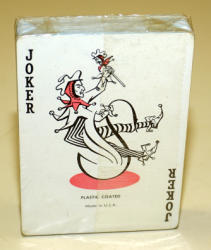 JOKER
PLASTIC COATED
Made in U.S.A.
JOKER